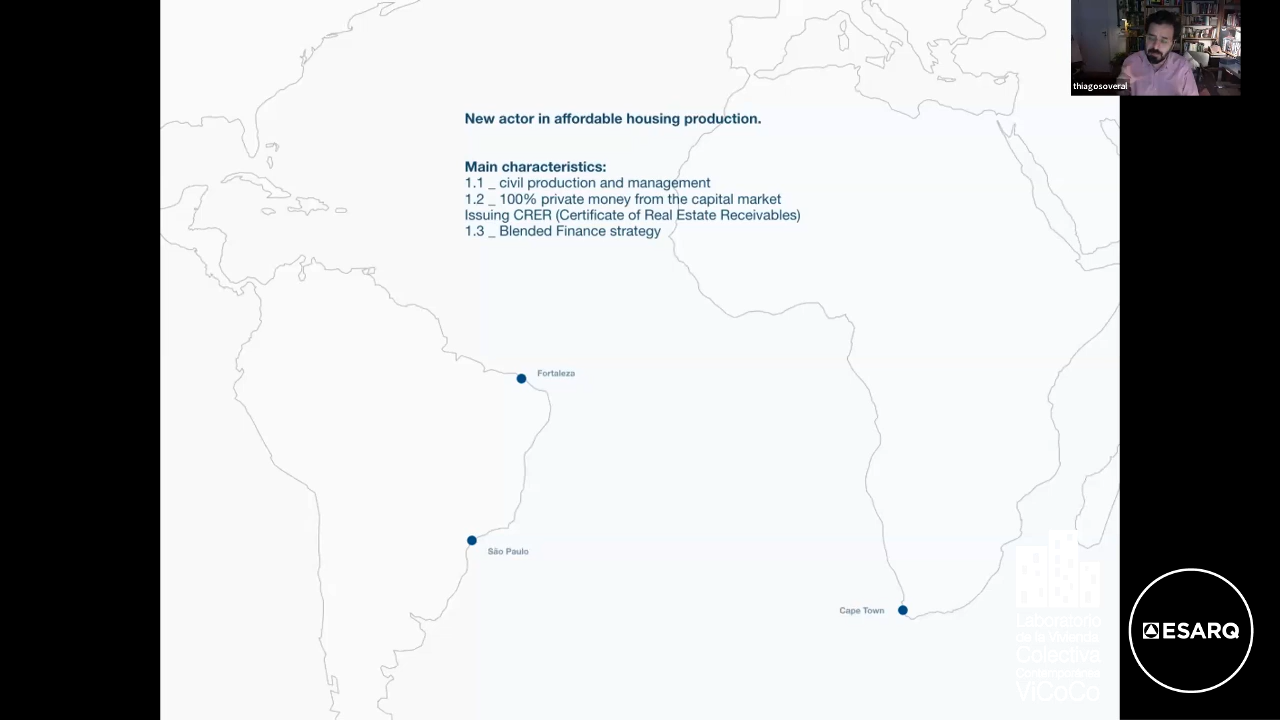 thiagosoveral
New actor in affordable housing production.
Main characteristics:
1.1 _ civil production and management
1.2 _ 100% private money from the capital market
Issuing CRER (Certificate of Real Estate Receivables)
1.3 _ Blended Finance strategy
Fortaleza
São Paulo
Cape Town
Laboratorio
de la Vivienda
Colectiva
Contemporánea
ViCoCo
ESARQ